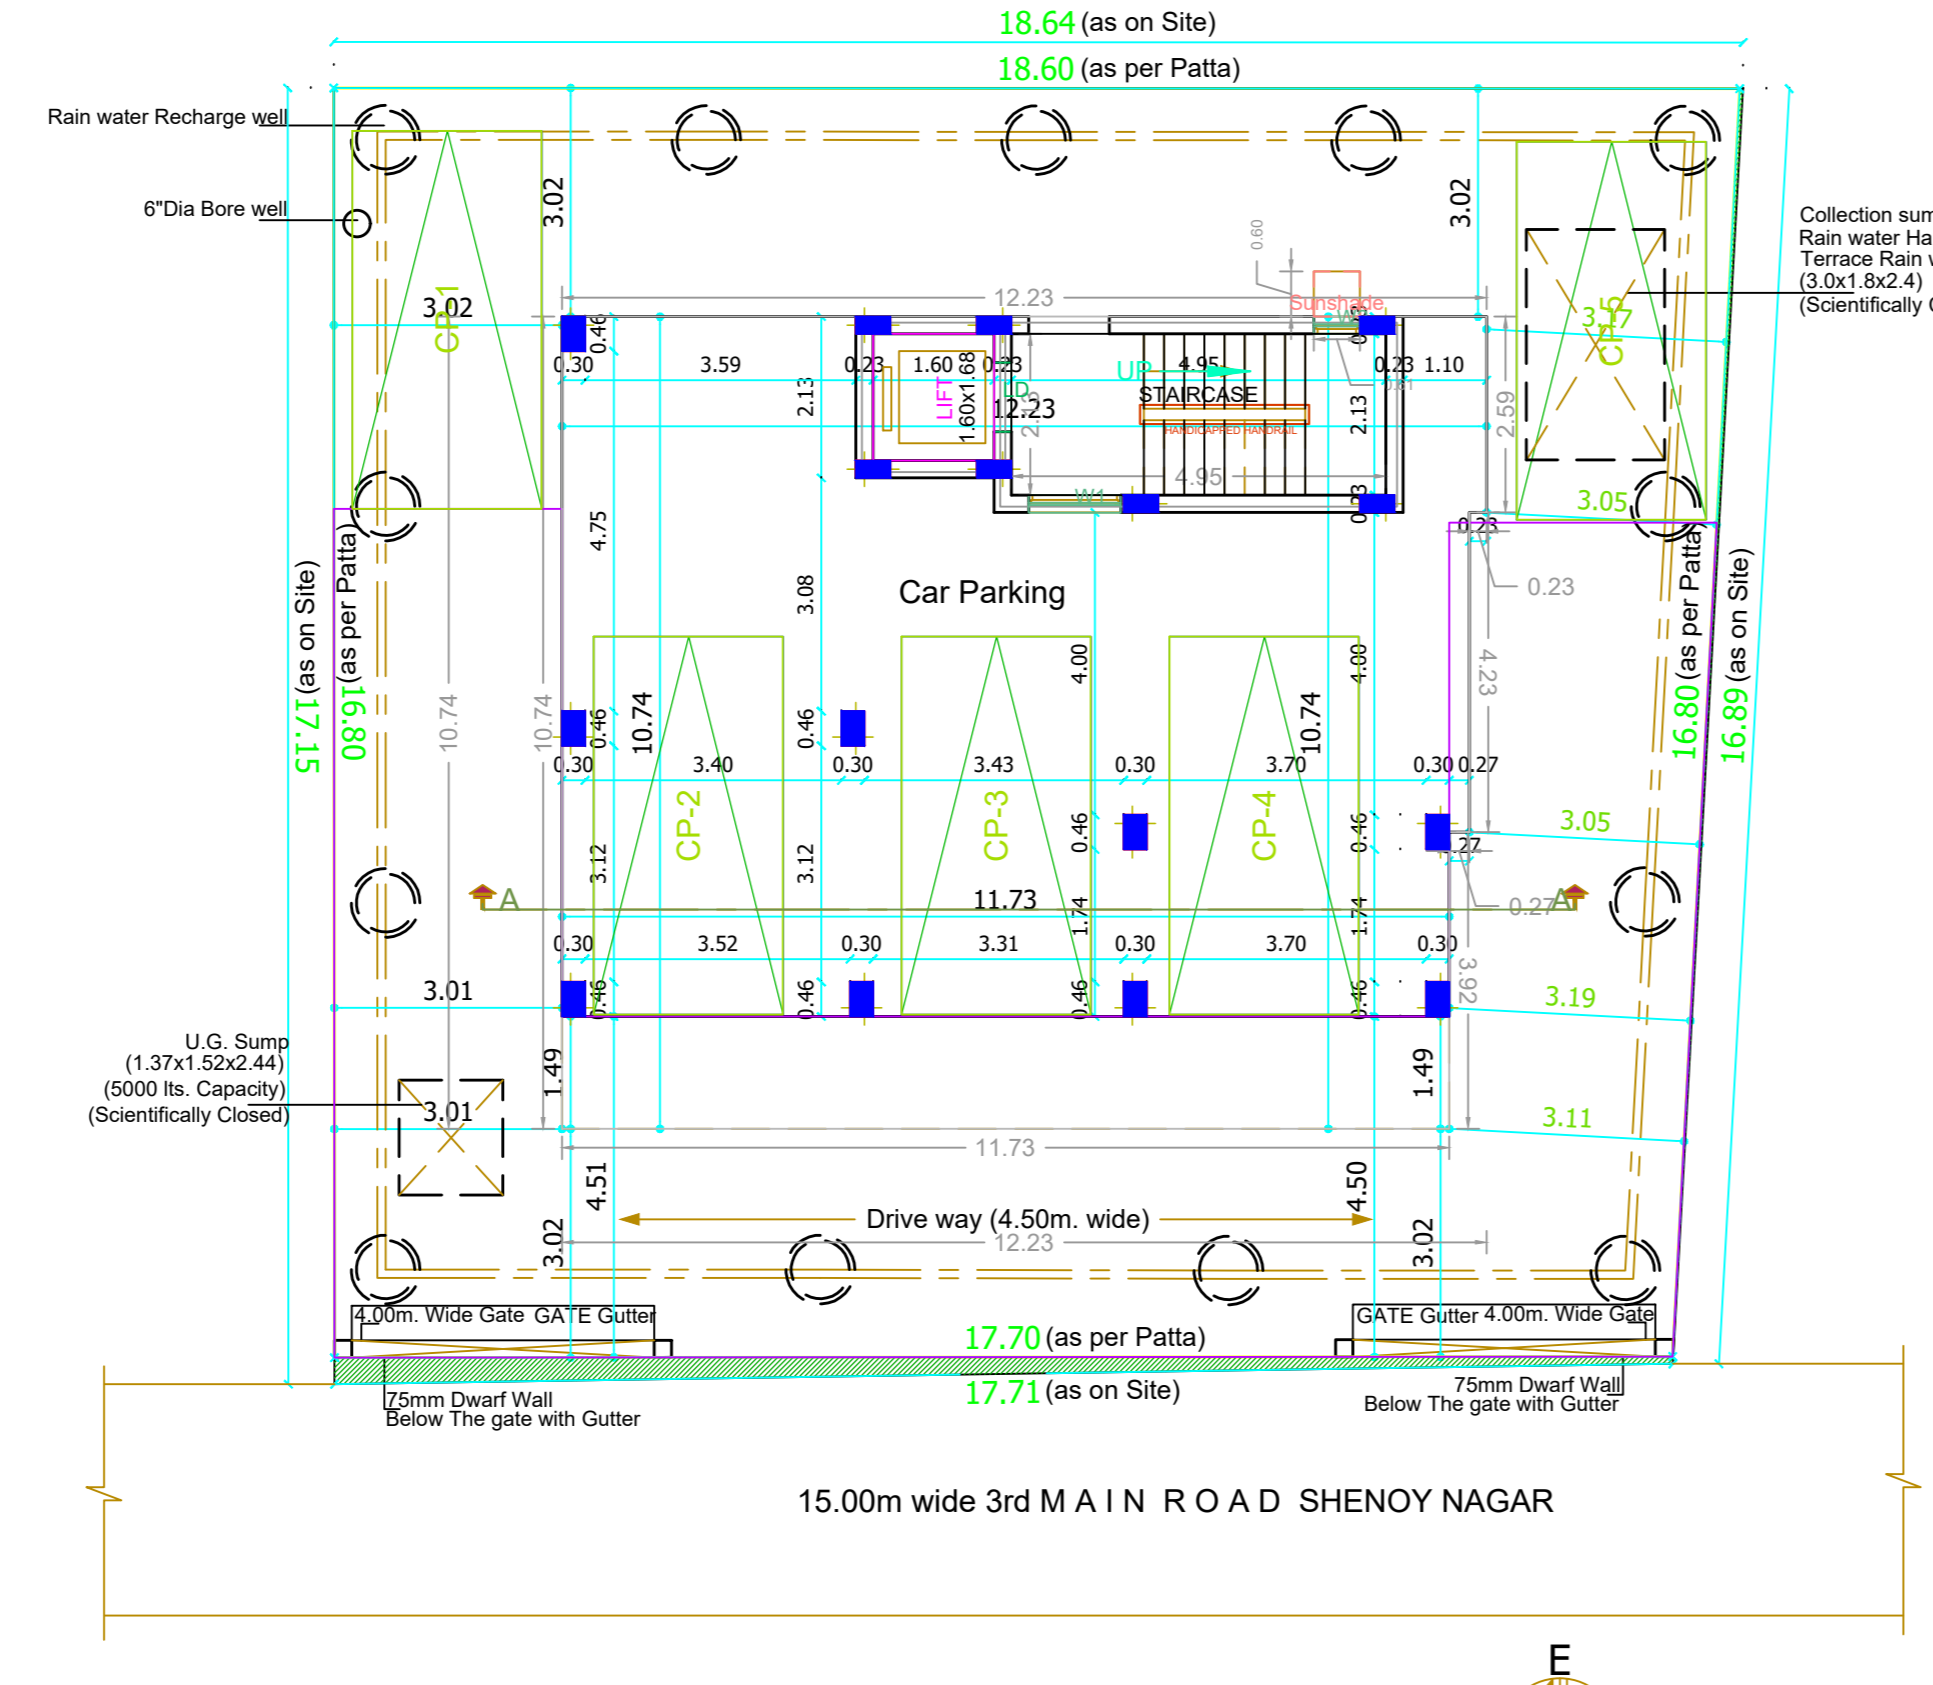 18.64 (as on Site)
18.60 (as per Patta)
Rain water Recharge well
6"Dia Bore well
3.02
3.02
0.60
Collection sum
Rain water Ha
Terrace Rain w
(3.0x1.8x2.4)
(Scientifically C
CP-1
3.02
12.23
Sunshade
W
CP-5
3.17
0.46
0.30
3.59
0.23
1.60
0.23
4.95
0.23
1.10
2.13
LIFT
1.60x1.68
LD
UP
STAIRCASE
12.23
2.13
HANDICAPPED HANDRAIL
2.13
2.59
4.95
W1
0.23
3.05
0.23
0.23
4.75
3.08
Car Parking
17.15 (as on Site)
16.80 (as per Patta)
16.80 (as per Patta)
16.89 (as on Site)
4.00
4.00
4.23
10.74
10.74
10.74
10.74
0.46
0.46
0.30
3.40
0.30
3.43
0.30
3.70
0.30
0.27
CP-2
CP-3
CP-4
0.46
0.46
3.05
0.27
3.12
3.12
A
11.73
1.74
1.74
0.27
A
0.30
3.52
0.30
3.31
0.30
3.70
0.30
3.92
3.01
0.46
0.46
0.46
0.46
3.19
U.G. Sump
(1.37x1.52x2.44)
(5000 lts. Capacity)
(Scientifically Closed)
1.49
1.49
3.01
3.11
11.73
4.51
4.50
Drive way (4.50m. wide)
3.02
12.23
3.02
4.00m. Wide Gate GATE Gutter
GATE Gutter 4.00m. Wide Gate
17.70 (as per Patta)
17.71 (as on Site)
75mm Dwarf Wall
Below The gate with Gutter
75mm Dwarf Wall
Below The gate with Gutter
15.00m wide 3rd M A I N R O A D SHENOY NAGAR
E